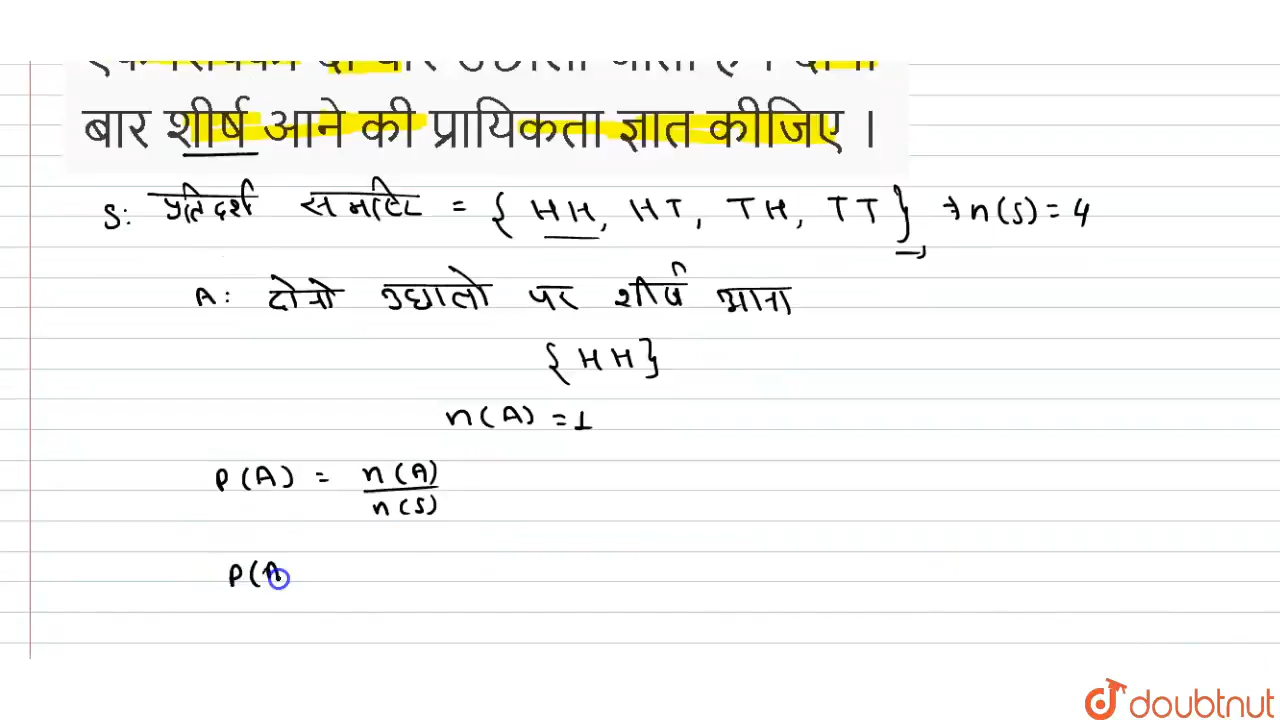 बार शीर्ष आने की प्रायिकता ज्ञात कीजिए ।
S: प्रतिदर्श समष्टि = { HH, HT, TH, TT } ⇒ n(S) = 4
A: दोनो उछालो पर शीर्ष आना
{ HH }
n(A) = 1
P(A) = n(A)
n(S)
P(A
doubtnut